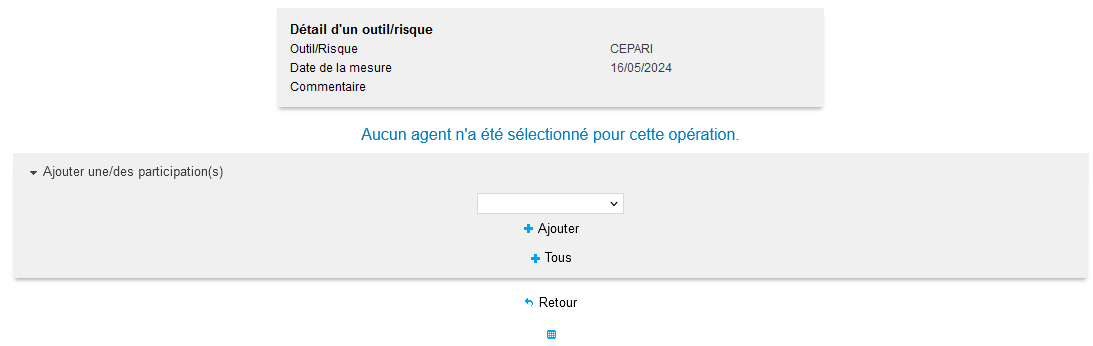 Détail d'un outil/risque
Outil/Risque CEPARI
Date de la mesure 16/05/2024
Commentaire
Aucun agent n'a été sélectionné pour cette opération.
Ajouter une/des participation(s)
Ajouter
Tous
Retour